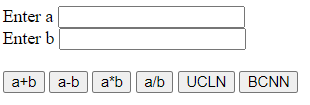 Enter a
Enter b
a+b a-b a*b a/b UCLN BCNN